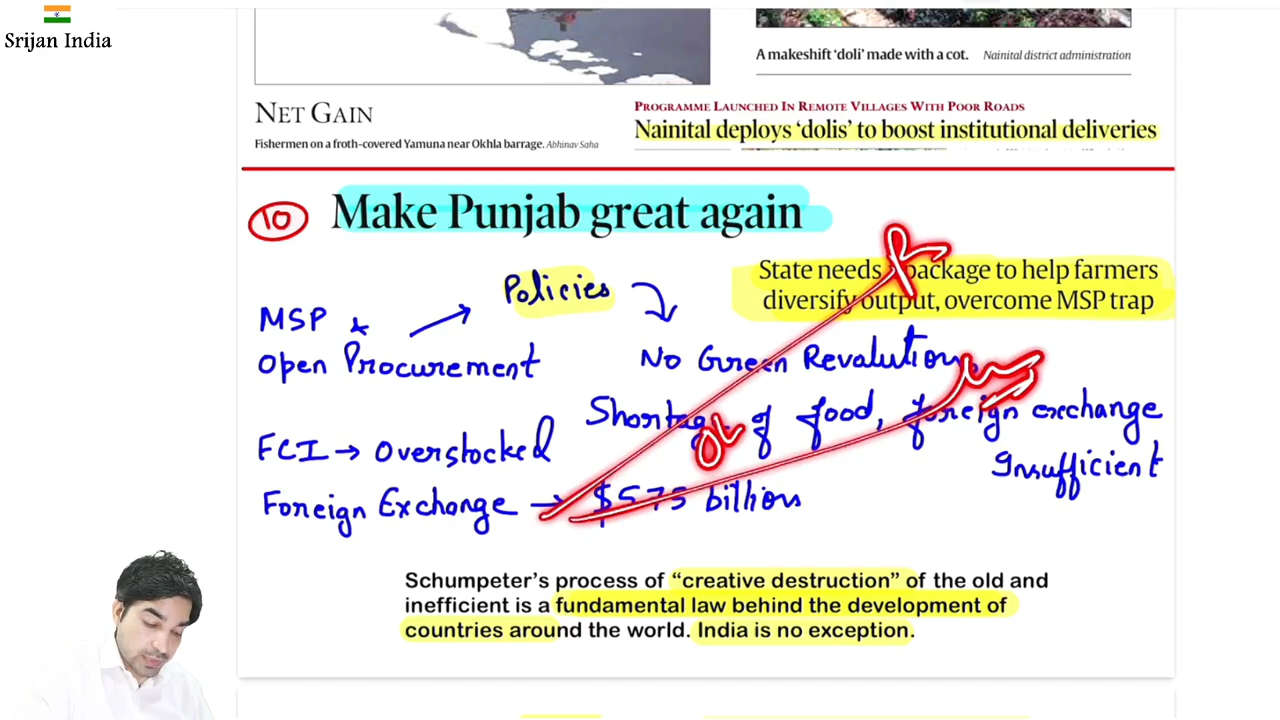 Srijan India
A makeshift ‘doli’ made with a cot. Nainital district administration
NET GAIN
Fishermen on a froth-covered Yamuna near Okhla barrage. Abhinav Saha
PROGRAMME LAUNCHED IN REMOTE VILLAGES WITH POOR ROADS
Nainital deploys ‘dolis’ to boost institutional deliveries
10 Make Punjab great again
State needs package to help farmers
diversify output, overcome MSP trap
Policies
MSP
Open Procurement
No Green Revolution,
Shortage of food, foreign exchange
Insufficient
FCI → Overstocked
Foreign Exchange → $575 billions
Schumpeter’s process of “creative destruction” of the old and
inefficient is a fundamental law behind the development of
countries around the world. India is no exception.